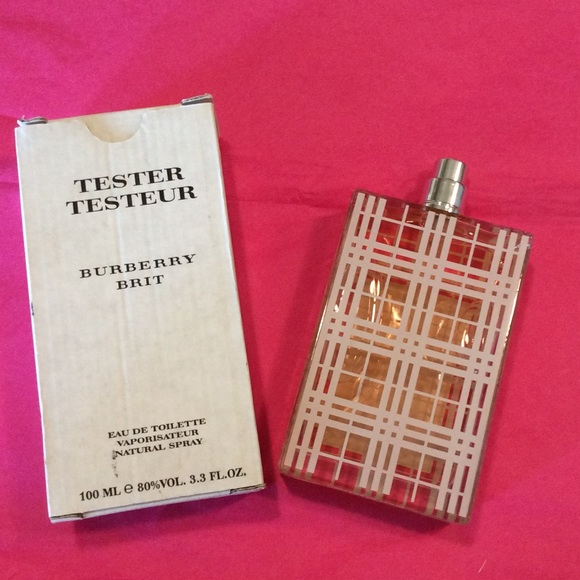 TESTER
TESTEUR
BURBERRY
BRIT
EAU DE TOILETTE
VAPORISATEUR
NATURAL SPRAY
100 ML e 80%VOL. 3.3 FL.OZ.